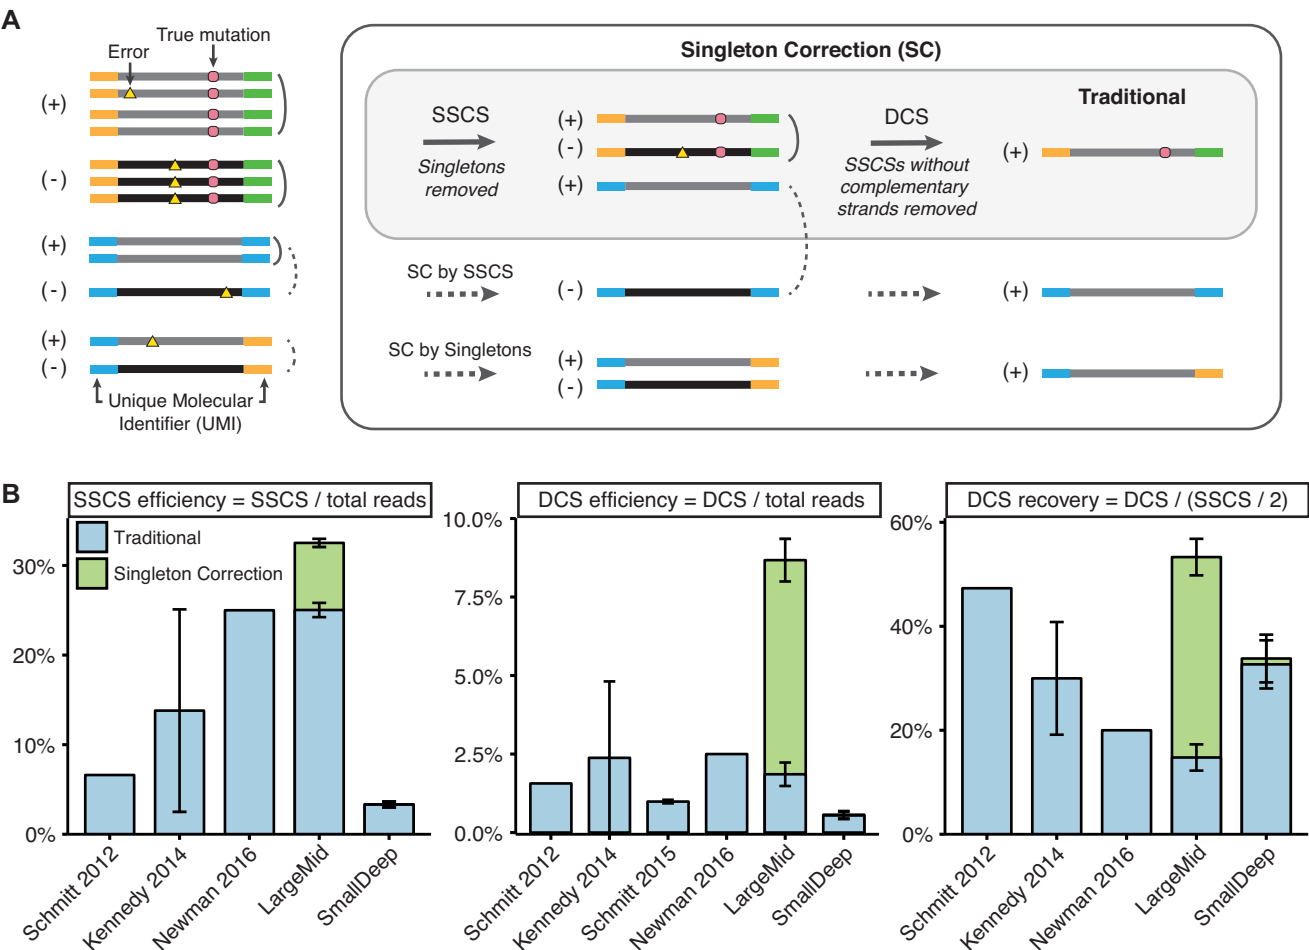 A
True mutation
Error
(+)
(-)
(+)
(-)
(+)
(-)
Unique Molecular
Identifier (UMI)
Singleton Correction (SC)
Traditional
SSCS
Singletons
removed
(+)
(-)
(+)
DCS
SSCSs without
complementary
strands removed
(+)
SC by SSCS
(-)
(+)
SC by Singletons
(+)
(-)
(+)
B
SSCS efficiency = SSCS / total reads
Traditional
Singleton Correction
30%
20%
10%
0%
Schmitt 2012
Kennedy 2014
Newman 2016
LargeMid
SmallDeep
DCS efficiency = DCS / total reads
10.0%
7.5%
5.0%
2.5%
0.0%
Schmitt 2012
Kennedy 2014
Schmitt 2015
Newman 2016
LargeMid
SmallDeep
DCS recovery = DCS / (SSCS / 2)
60%
40%
20%
0%
Schmitt 2012
Kennedy 2014
Newman 2016
LargeMid
SmallDeep